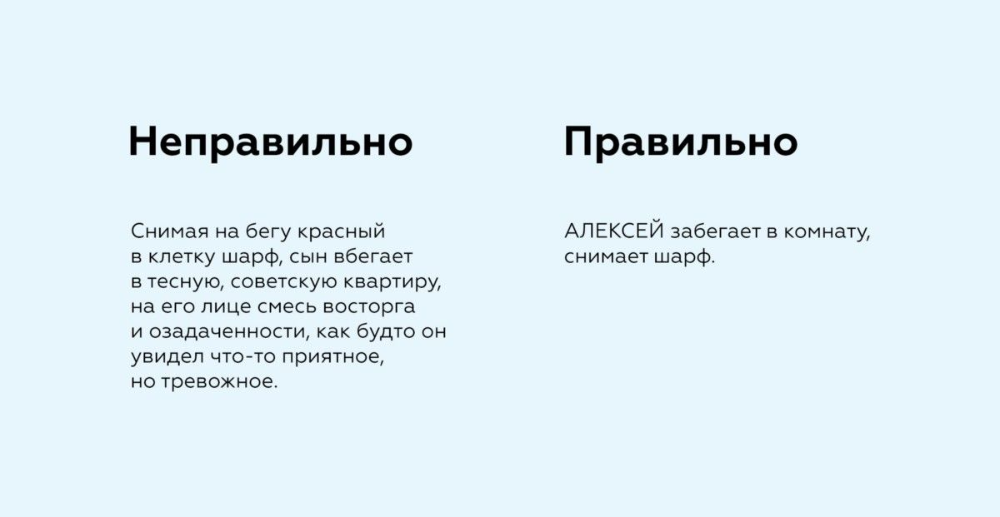 Неправильно
Снимая на бегу красный
в клетку шарф, сын вбегает
в тесную, советскую квартиру,
на его лице смесь восторга
и озадаченности, как будто он
увидел что-то приятное,
но тревожное.
Правильно
АЛЕКСЕЙ забегает в комнату,
снимает шарф.